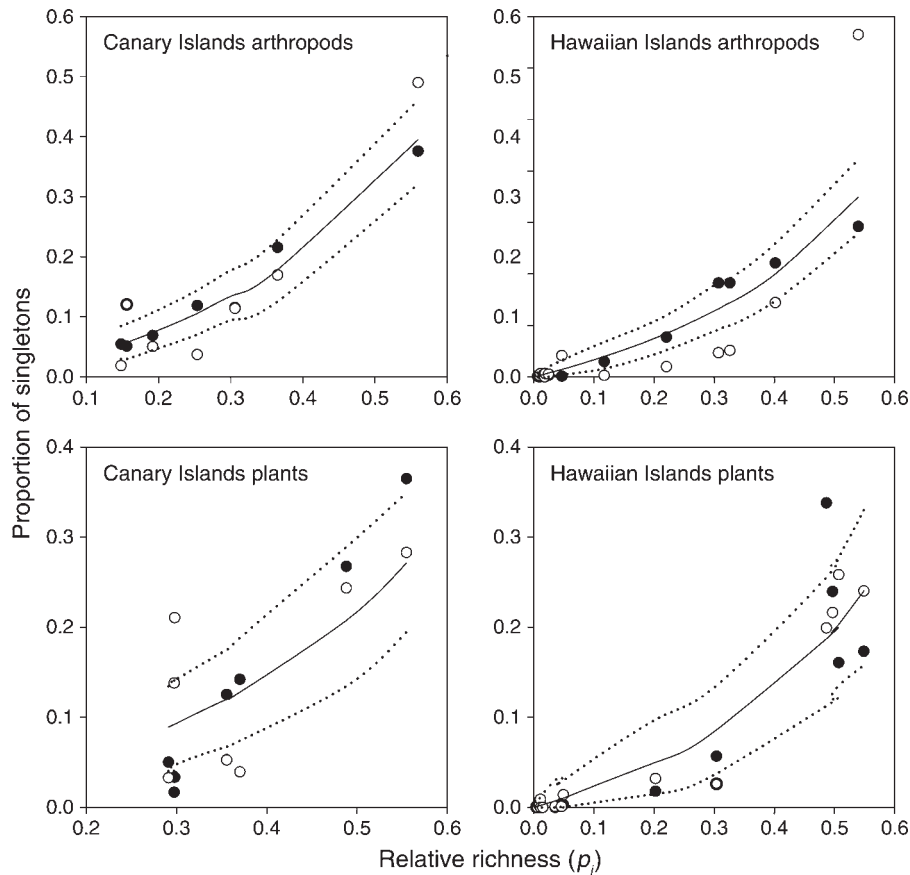 Canary Islands arthropods
0.6
0.5
0.4
0.3
0.2
0.1
0.0
0.1 0.2 0.3 0.4 0.5 0.6
Hawaiian Islands arthropods
0.6
0.5
0.4
0.3
0.2
0.1
0.0
0.0 0.1 0.2 0.3 0.4 0.5 0.6
Canary Islands plants
0.4
0.3
0.2
0.1
0.0
0.3 0.4 0.5 0.6
Hawaiian Islands plants
0.4
0.3
0.2
0.1
0.0
0.0 0.1 0.2 0.3 0.4 0.5 0.6
Proportion of singletons
Relative richness (pi)